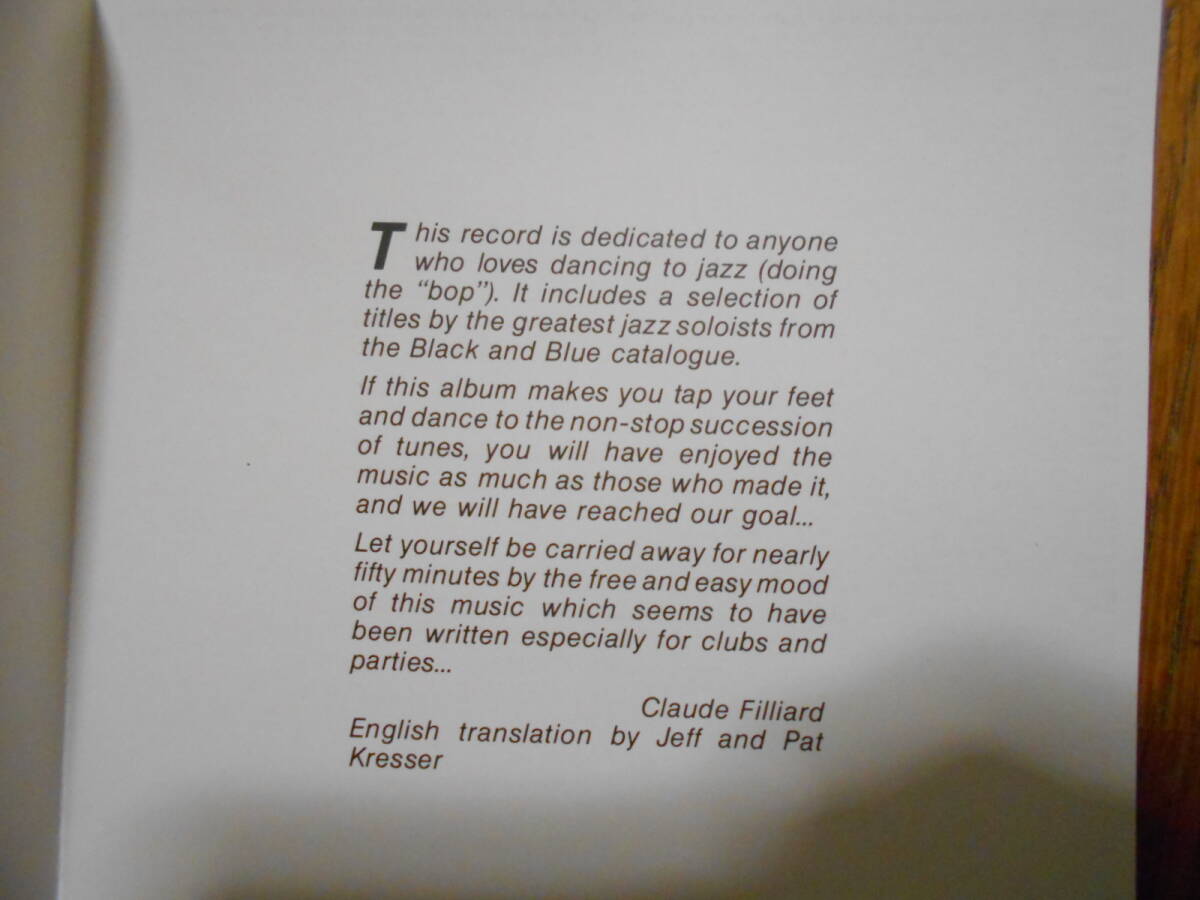 This record is dedicated to anyone
who loves dancing to jazz (doing
the “bop”). It includes a selection of
titles by the greatest jazz soloists from
the Black and Blue catalogue.
If this album makes you tap your feet
and dance to the non-stop succession
of tunes, you will have enjoyed the
music as much as those who made it,
and we will have reached our goal...
Let yourself be carried away for nearly
fifty minutes by the free and easy mood
of this music which seems to have
been written especially for clubs and
parties...
Claude Filliard
English translation by Jeff and Pat
Kresser